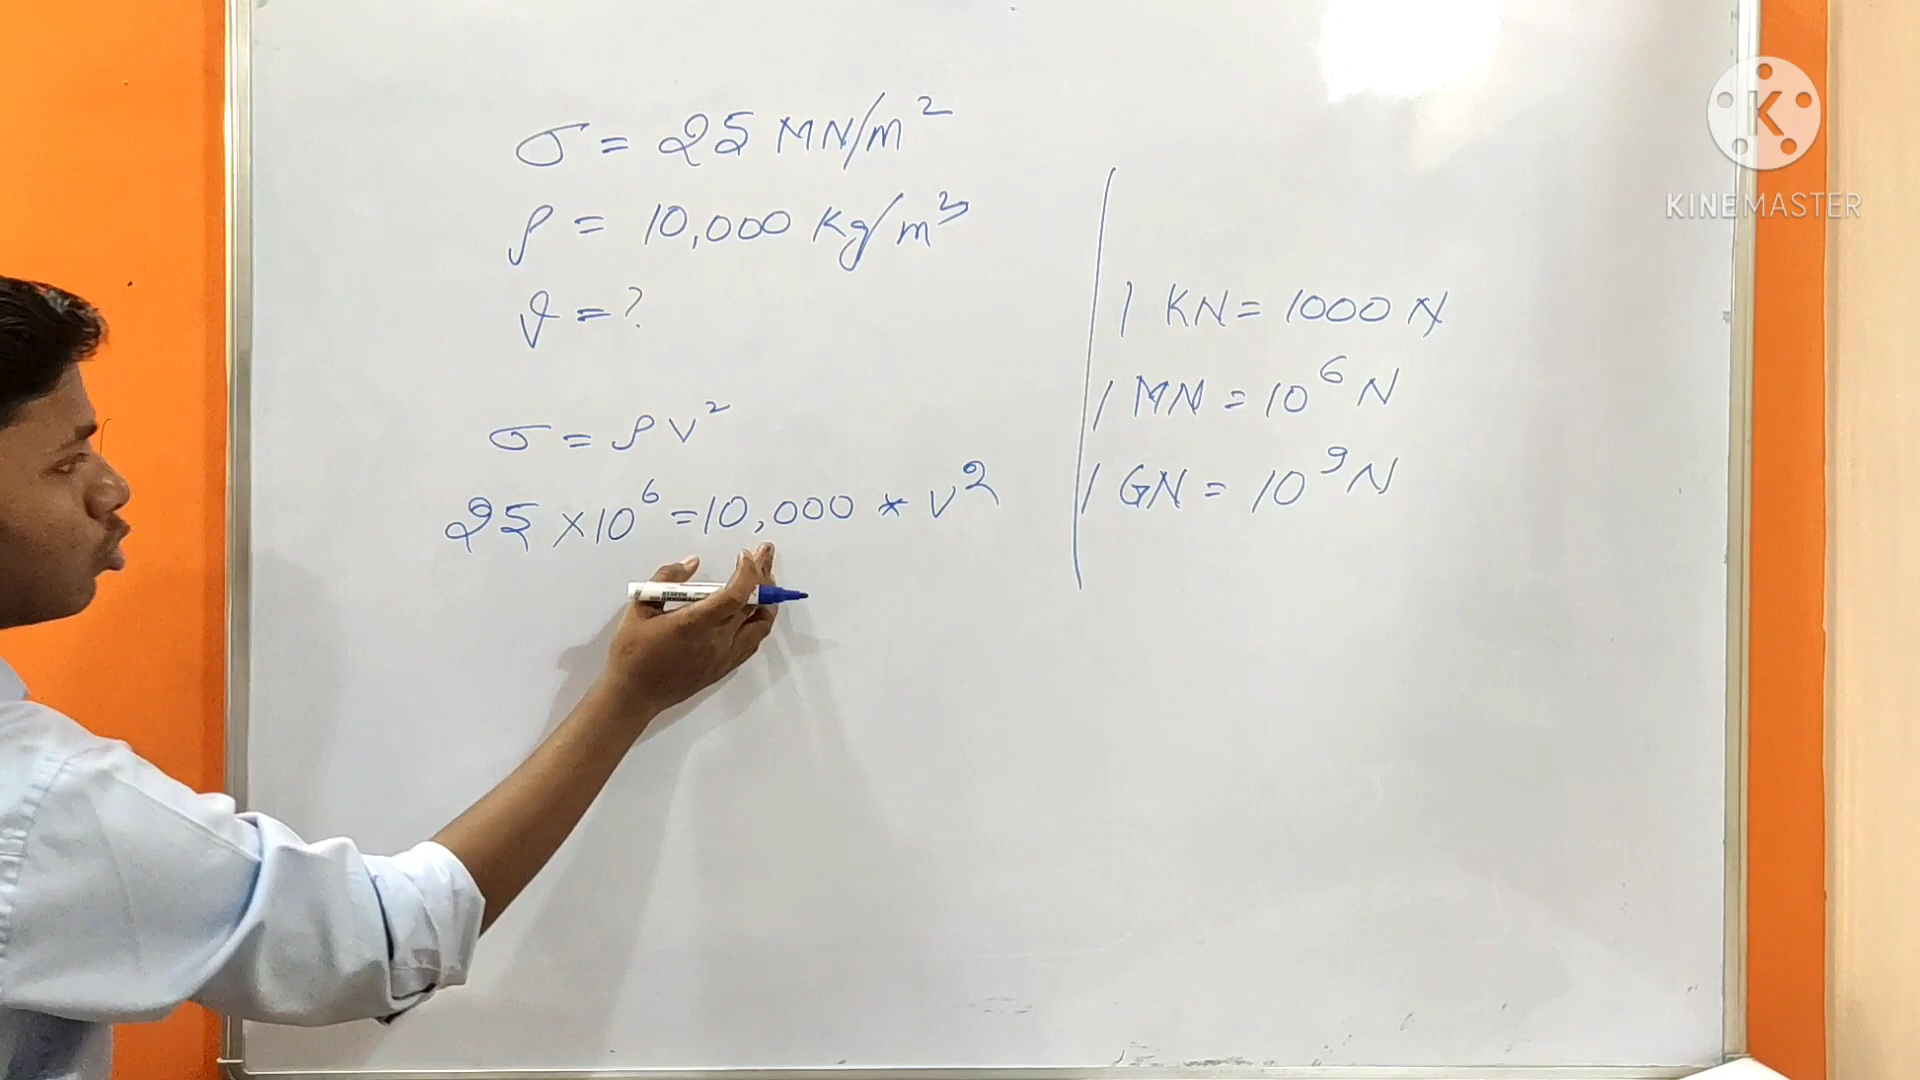 σ = 25 MN/m²
ρ = 10,000 Kg/m³
v = ?
σ = ρ v²
25 × 10⁶ = 10,000 * v²
1 KN = 1000 N
1 MN = 10⁶ N
1 GN = 10⁹ N
K
KINEMASTER